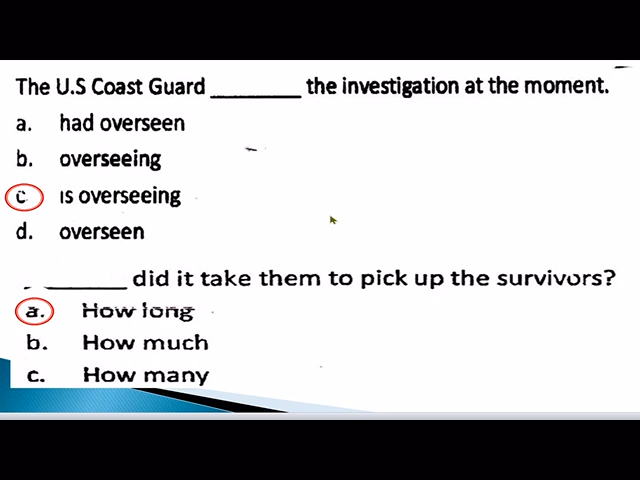 The U.S Coast Guard ________ the investigation at the moment.
a. had overseen
b. overseeing
c is overseeing
d. overseen
________ did it take them to pick up the survivors?
a. How long
b. How much
c. How many